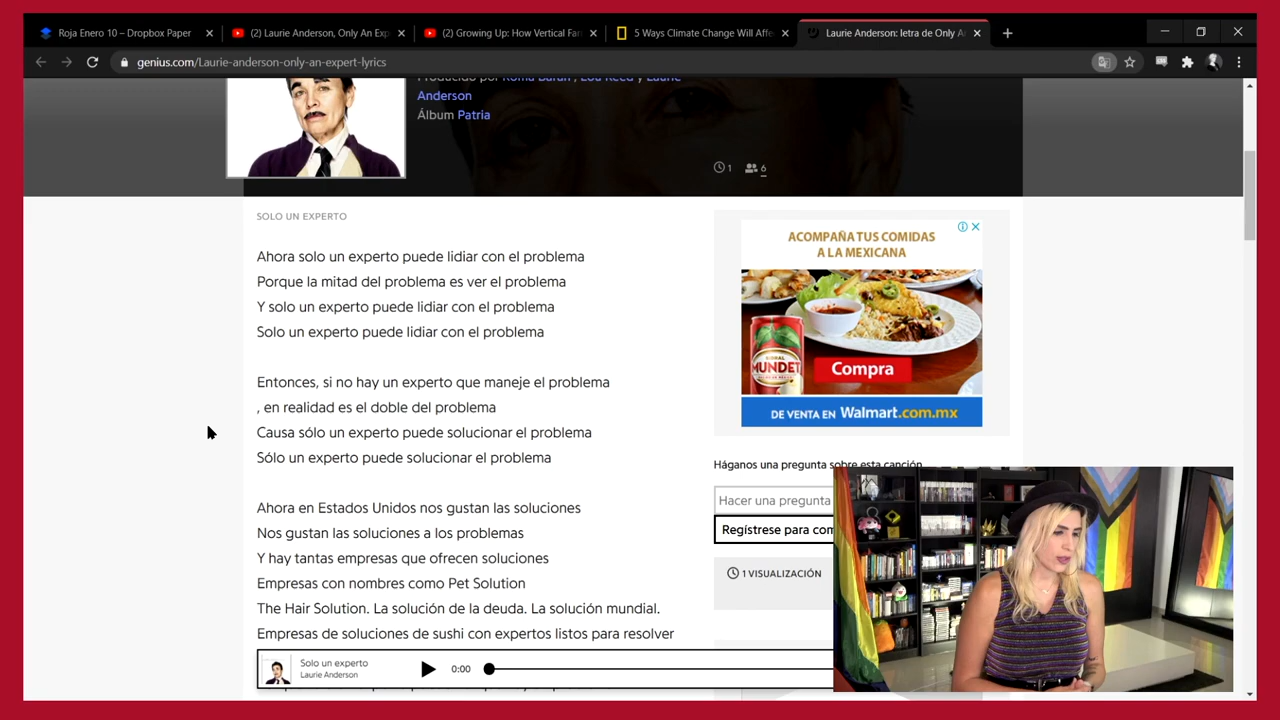 Roja Enero 10 – Dropbox Paper
(2) Laurie Anderson, Only An Exp
(2) Growing Up: How Vertical Far
5 Ways Climate Change Will Affe
Laurie Anderson: letra de Only A
genius.com/Laurie-anderson-only-an-expert-lyrics
Producido por Roma Baran , Lou Reed y Laurie
Anderson
Álbum Patria
1
6
SOLO UN EXPERTO
Ahora solo un experto puede lidiar con el problema
Porque la mitad del problema es ver el problema
Y solo un experto puede lidiar con el problema
Solo un experto puede lidiar con el problema
Entonces, si no hay un experto que maneje el problema
, en realidad es el doble del problema
Causa sólo un experto puede solucionar el problema
Sólo un experto puede solucionar el problema
Ahora en Estados Unidos nos gustan las soluciones
Nos gustan las soluciones a los problemas
Y hay tantas empresas que ofrecen soluciones
Empresas con nombres como Pet Solution
The Hair Solution. La solución de la deuda. La solución mundial.
Empresas de soluciones de sushi con expertos listos para resolver
ACOMPAÑA TUS COMIDAS
A LA MEXICANA
MUNDET
Compra
DE VENTA EN Walmart.com.mx
Háganos una pregunta sobre esta canción
Hacer una pregunta
Regístrese para com
1 VISUALIZACIÓN
Solo un experto
Laurie Anderson
0:00